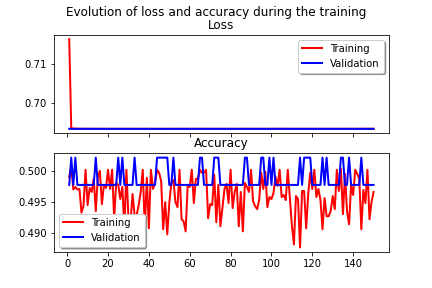 Evolution of loss and accuracy during the training
Loss
0.71
0.70
Training
Validation
Accuracy
0.500
0.495
0.490
Training
Validation
0 20 40 60 80 100 120 140